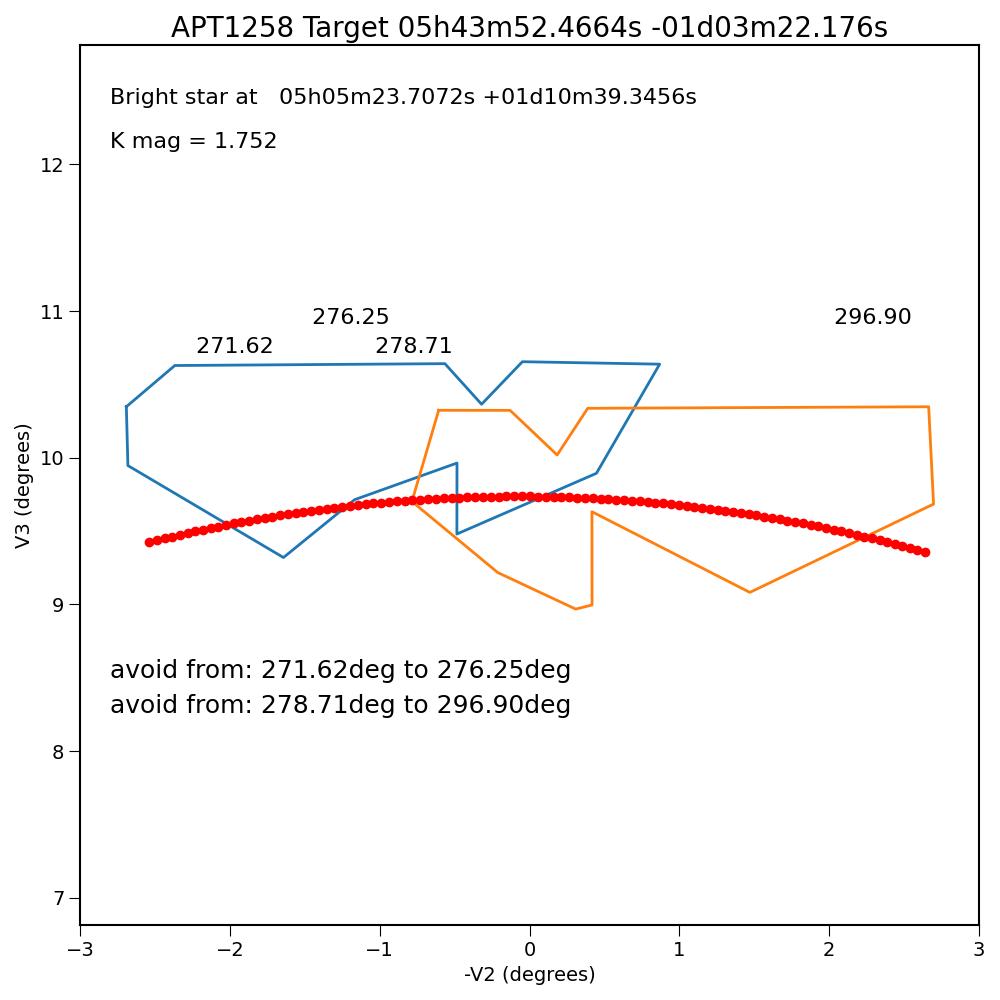 APT1258 Target 05h43m52.4664s -01d03m22.176s
Bright star at 05h05m23.7072s +01d10m39.3456s
K mag = 1.752
12
11
276.25
296.90
271.62
278.71
10
V3 (degrees)
9
avoid from: 271.62deg to 276.25deg
avoid from: 278.71deg to 296.90deg
8
7
−3 −2 −1 0 1 2 3
-V2 (degrees)